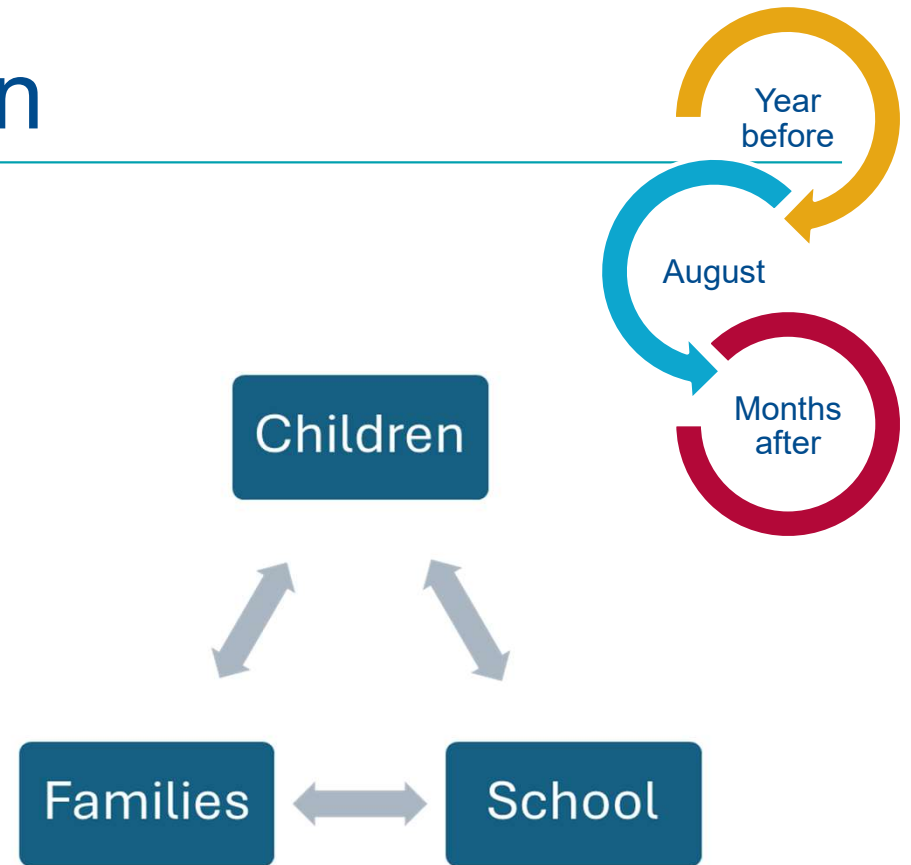 n
Year
before
August
Months
after
Children
Families
School